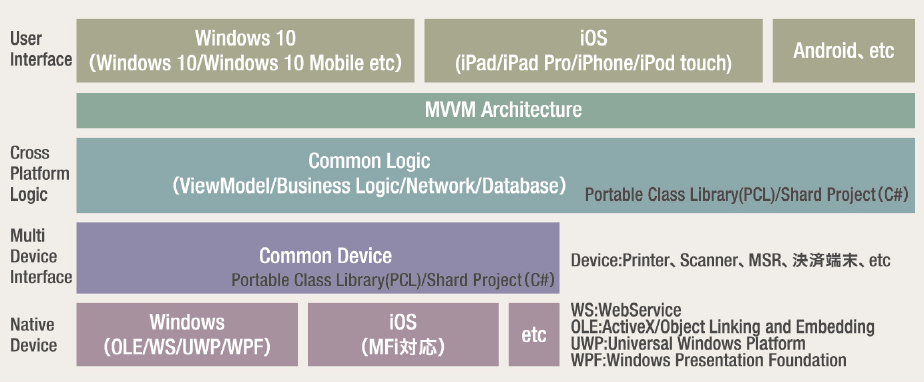 User
Interface
Windows 10
(Windows 10/Windows 10 Mobile etc)
iOS
(iPad/iPad Pro/iPhone/iPod touch)
Android、etc
MVVM Architecture
Cross
Platform
Logic
Common Logic
(ViewModel/Business Logic/Network/Database)
Portable Class Library(PCL)/Shard Project(C#)
Multi
Device
Interface
Common Device
Portable Class Library(PCL)/Shard Project(C#)
Device:Printer、Scanner、MSR、決済端末、etc
Native
Device
Windows
(OLE/WS/UWP/WPF)
iOS
(MFi対応)
etc
WS:WebService
OLE:ActiveX/Object Linking and Embedding
UWP:Universal Windows Platform
WPF:Windows Presentation Foundation